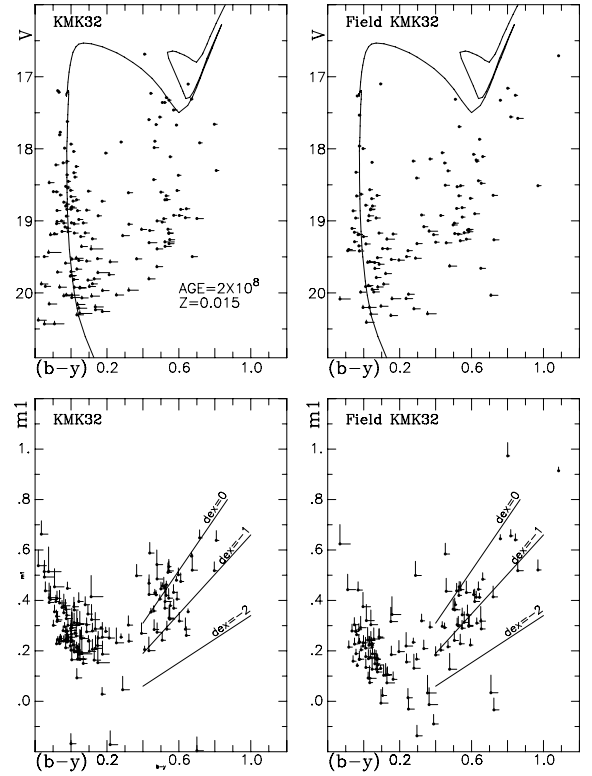 KMK32
Field KMK32
V
17
18
19
20
AGE=2X10⁸
Z=0.015
V
17
18
19
20
(b-y) 0.2 0.6 1.0
(b-y) 0.2 0.6 1.0
m1
KMK32
1.
.8
.6
.4
.2
.0
dex=0
dex=-1
dex=-2
m1
Field KMK32
1.
.8
.6
.4
.2
.0
dex=0
dex=-1
dex=-2
(b-y) 0.2 0.6 1.0
b-y
(b-y) 0.2 0.6 1.0